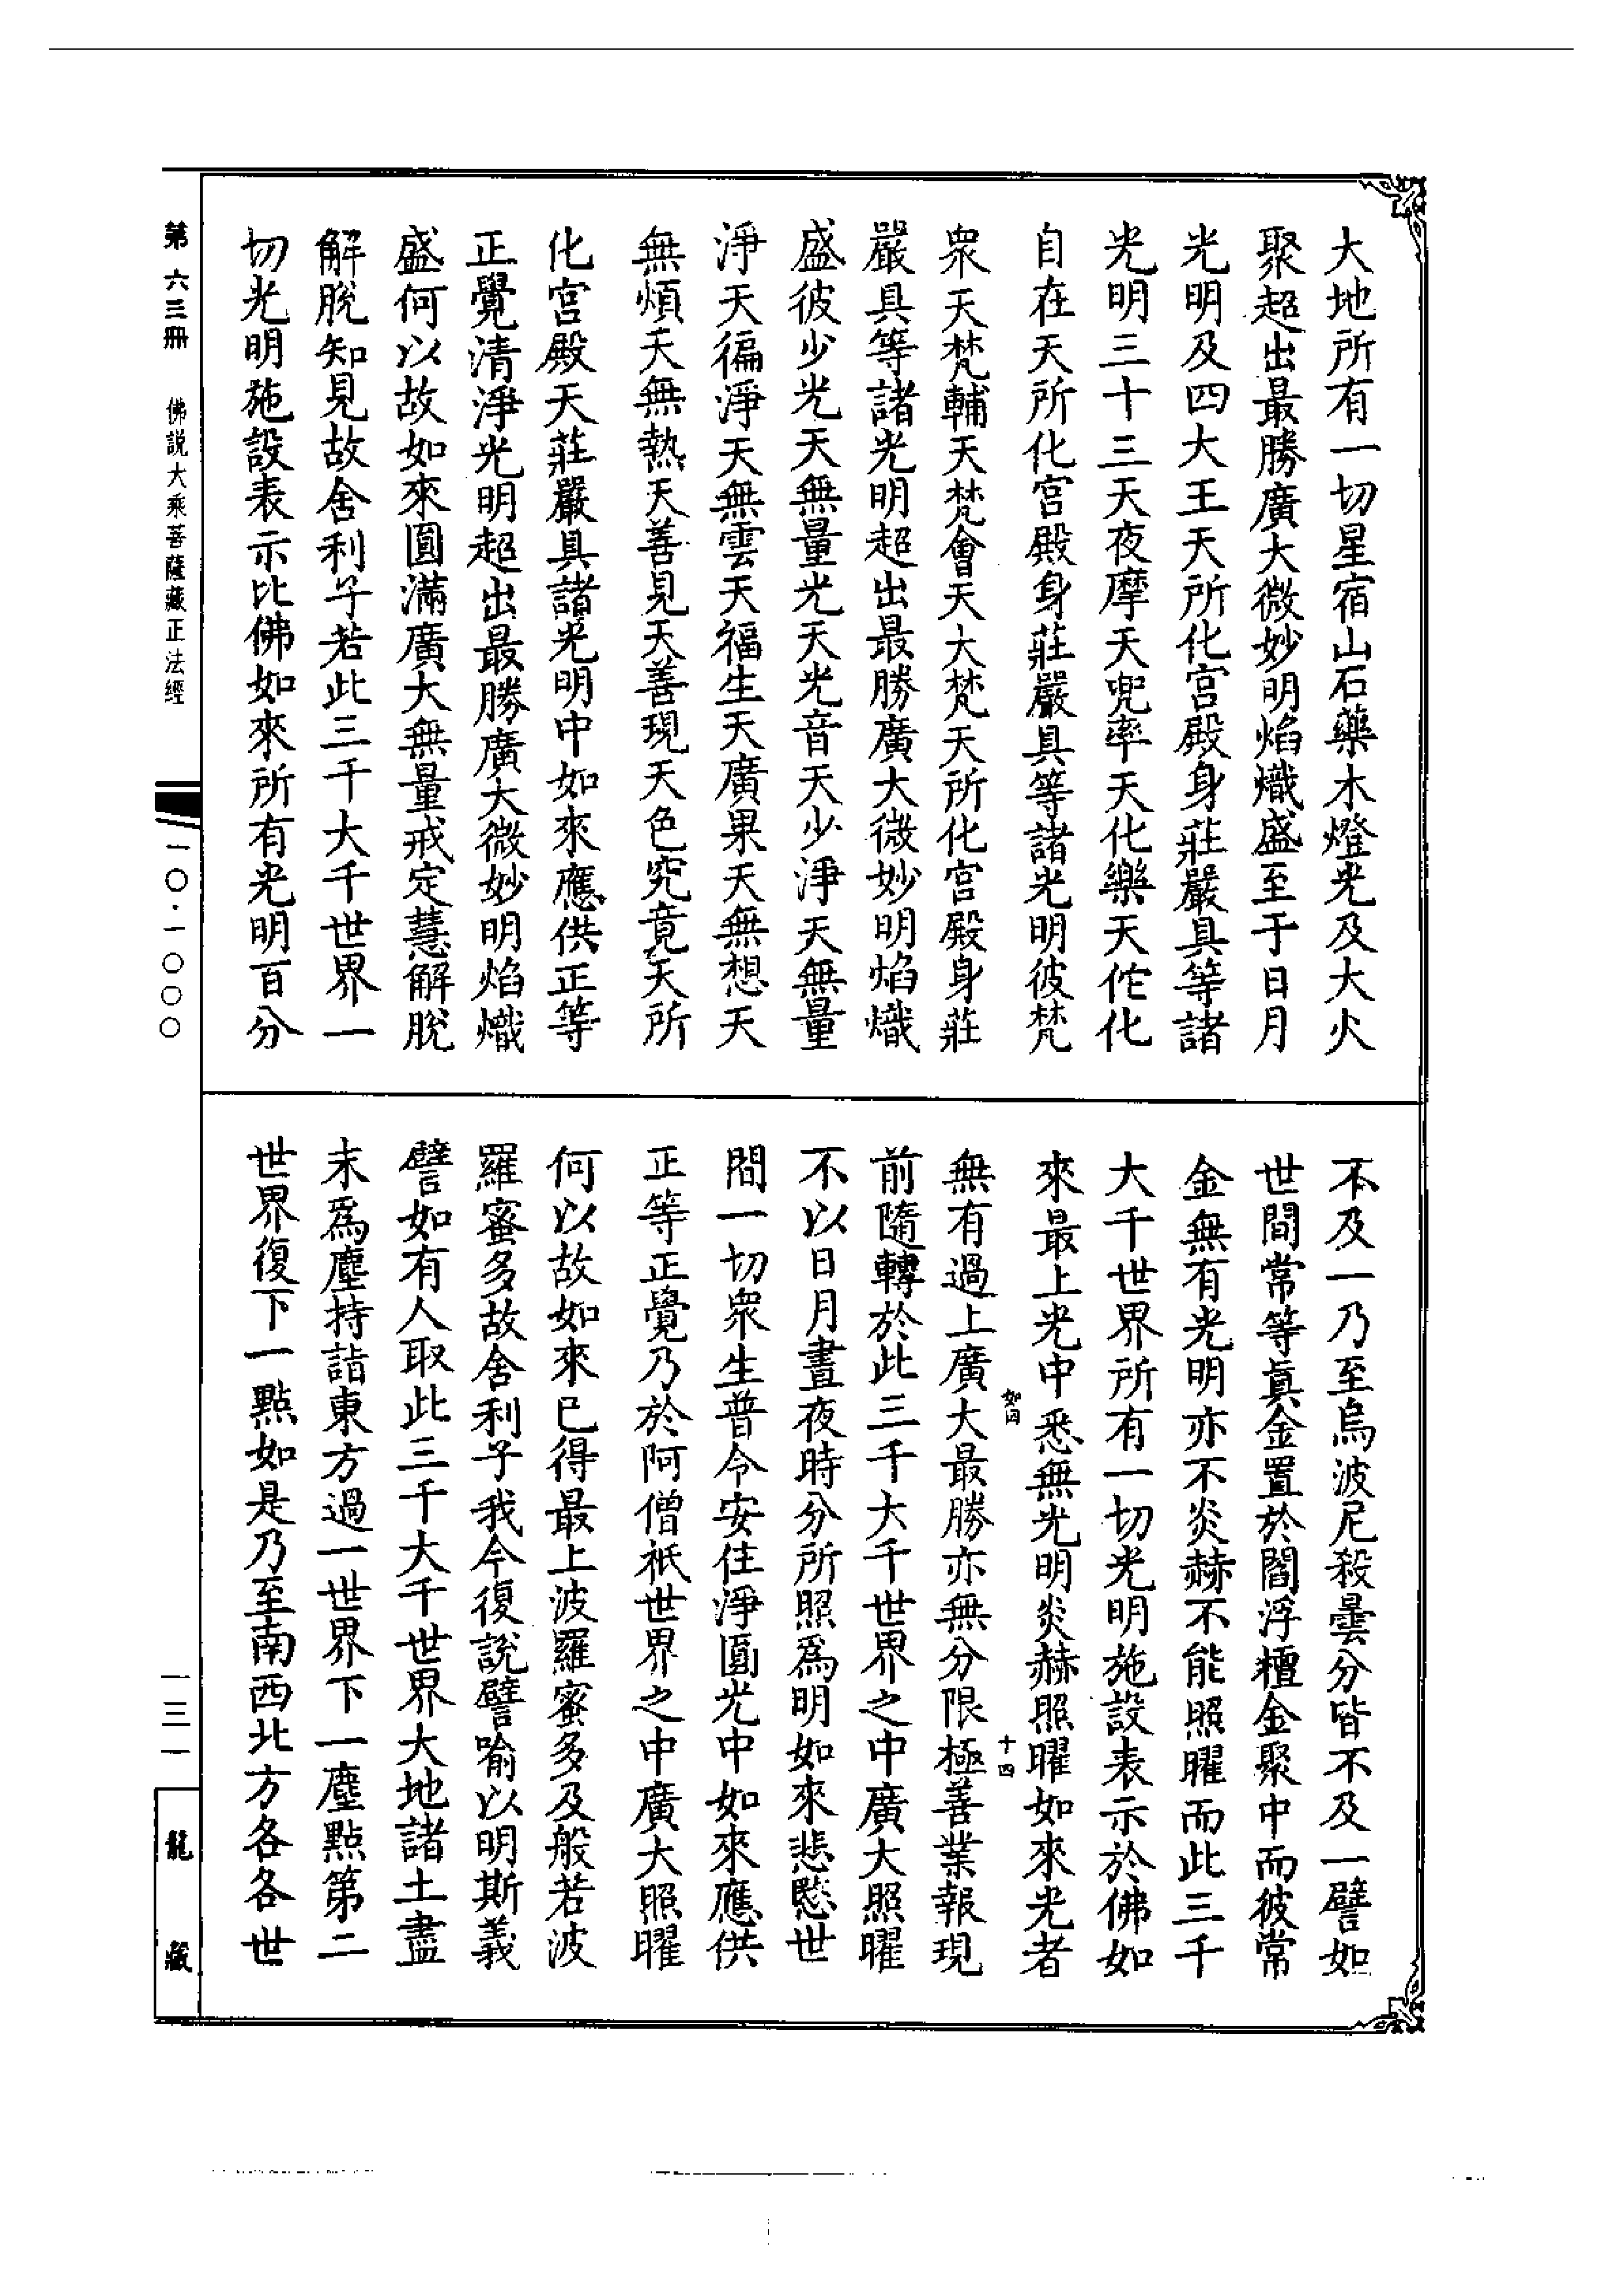 大地所有一切星宿山石藥木燈光及大火
聚超出最勝廣大微妙明焰熾盛至于日月
光明及四大王天所化宮殿身莊嚴具等諸
光明三十三天夜摩天兜率天化樂天佗化
自在天所化宮殿身莊嚴具等諸光明彼梵
衆天梵輔天梵會天大梵天所化宮殿身莊
嚴具等諸光明超出最勝廣大微妙明焰熾
盛彼少光天無量光天光音天少淨天無量
淨天徧淨天無雲天福生天廣果天無想天
無煩天無熱天善見天善現天色究竟天所
化宮殿天莊嚴具諸光明中如來應供正等
正覺清淨光明超出最勝廣大微妙明焰熾
盛何以故如來圓滿廣大無量戒定慧解脫
解脫知見故舍利子若此三千大千世界一
切光明施設表示比佛如來所有光明百分
不及一乃至烏波尼殺曇分皆不及一譬如
世間常等眞金置於閻浮檀金聚中而彼常
金無有光明亦不炎赫不能照曜而此三千
大千世界所有一切光明施設表示於佛如
來最上光中悉無光明炎赫照曜如來光者
無有過上廣大最勝亦無分限極善業報現
前隨轉於此三千大千世界之中廣大照曜
不以日月晝夜時分所照爲明如來悲愍世
間一切衆生普令安住淨圓光中如來應供
正等正覺乃於阿僧祇世界之中廣大照曜
何以故如來已得最上波羅蜜多及般若波
羅蜜多故舍利子我今復說譬喻以明斯義
譬如有人取此三千大千世界大地諸土盡
末爲塵持詣東方過一世界下一塵點第二
世界復下一點如是乃至南西北方各各世
十四
第六三冊
佛説大乘菩薩藏正法經
一〇·一〇〇〇
一三一
龍藏